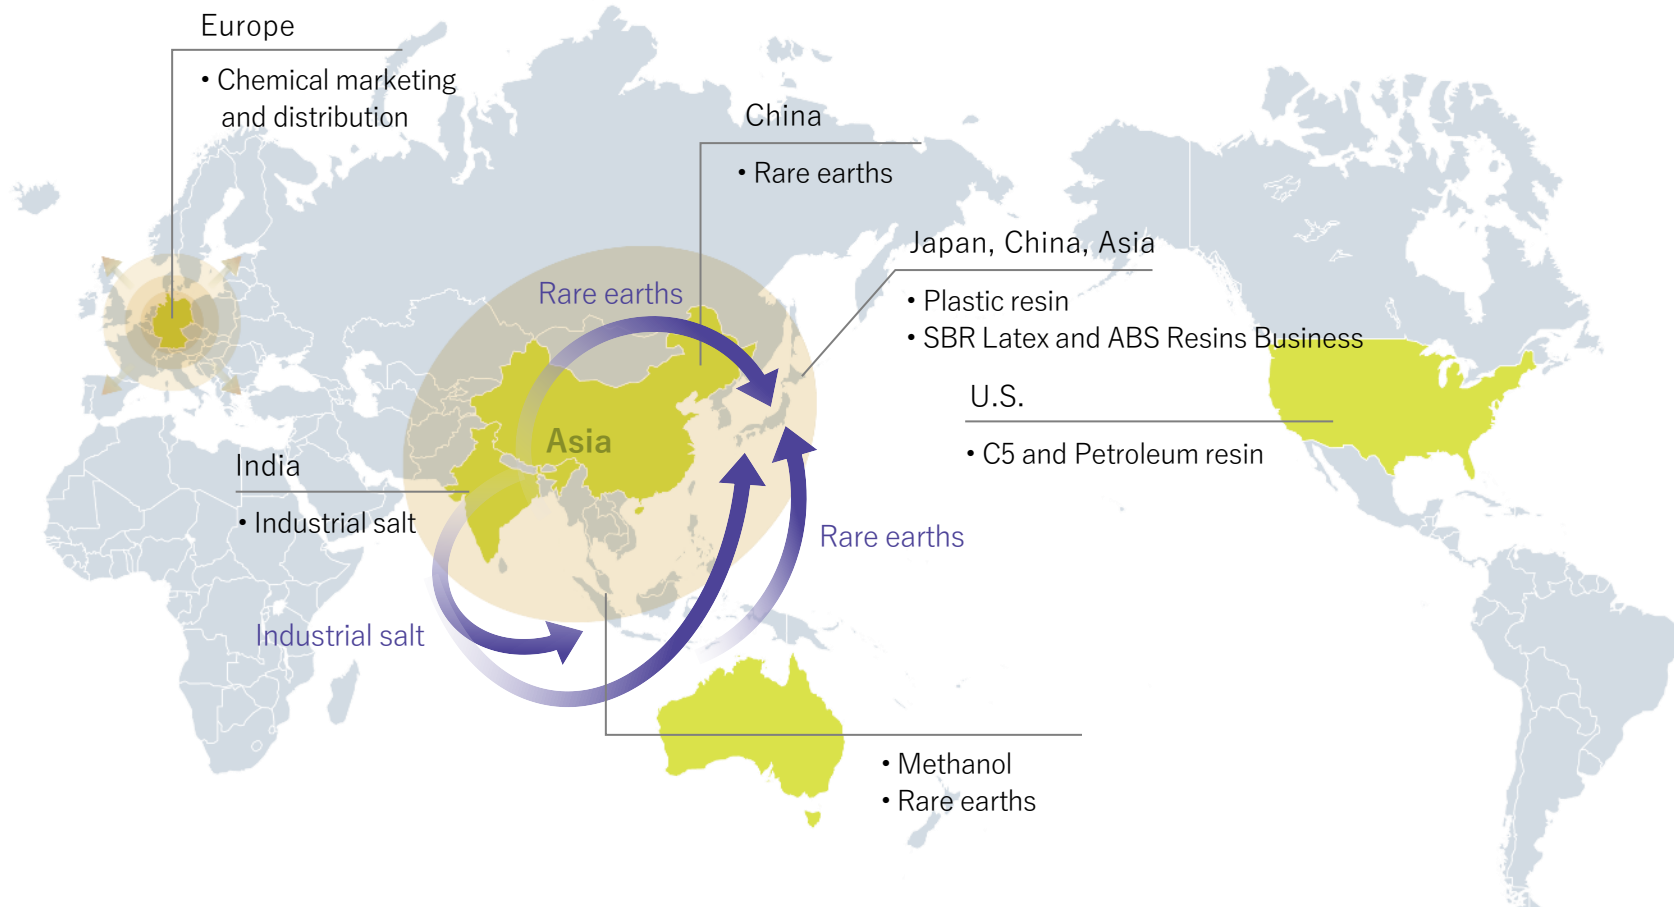 Europe
• Chemical marketing
and distribution
China
• Rare earths
Japan, China, Asia
• Plastic resin
• SBR Latex and ABS Resins Business
Rare earths
U.S.
• C5 and Petroleum resin
Asia
India
• Industrial salt
Rare earths
Industrial salt
• Methanol
• Rare earths